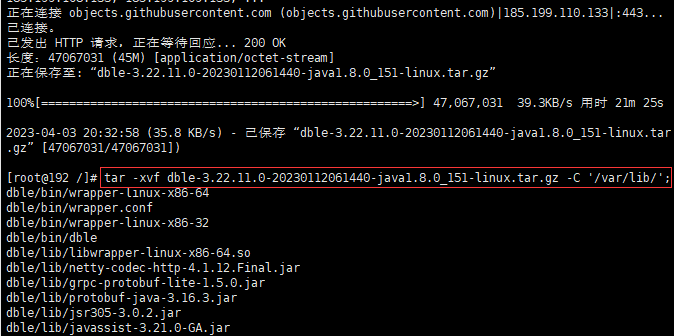 正在连接 objects.githubusercontent.com (objects.githubusercontent.com)|185.199.110.133|:443...
已连接。
已发出 HTTP 请求，正在等待回应... 200 OK
长度：47067031 (45M) [application/octet-stream]
正在保存至: “dble-3.22.11.0-20230112061440-java1.8.0_151-linux.tar.gz”
100%[===================================================>] 47,067,031  39.3KB/s 用时 21m 25s
2023-04-03 20:32:58 (35.8 KB/s) - 已保存 “dble-3.22.11.0-20230112061440-java1.8.0_151-linux.tar
.gz” [47067031/47067031])
[root@192 /]# tar -xvf dble-3.22.11.0-20230112061440-java1.8.0_151-linux.tar.gz -C '/var/lib/';
dble/bin/wrapper-linux-x86-64
dble/bin/wrapper.conf
dble/bin/wrapper-linux-x86-32
dble/bin/dble
dble/lib/libwrapper-linux-x86-64.so
dble/lib/netty-codec-http-4.1.12.Final.jar
dble/lib/grpc-protobuf-lite-1.5.0.jar
dble/lib/protobuf-java-3.16.3.jar
dble/lib/jsr305-3.0.2.jar
dble/lib/javassist-3.21.0-GA.jar